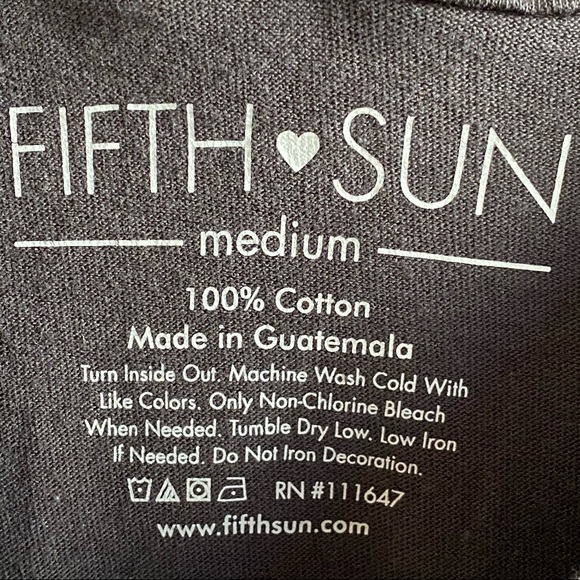 FIFTH SUN
medium
100% Cotton
Made in Guatemala
Turn Inside Out. Machine Wash Cold With
Like Colors. Only Non-Chlorine Bleach
When Needed. Tumble Dry Low. Low Iron
If Needed. Do Not Iron Decoration.
RN #111647
www.fifthsun.com